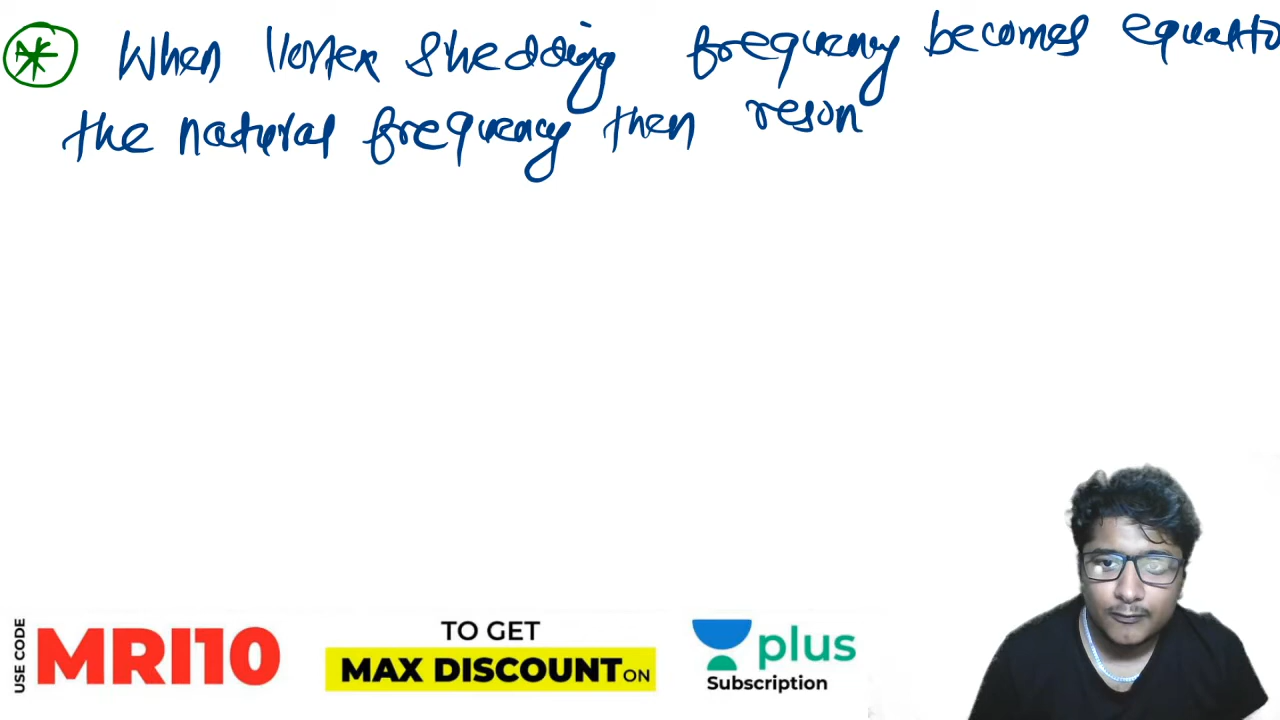 When Vortex Shedding frequency becomes equal to
the natural frequency then reson
USE CODE
MRI10
TO GET
MAX DISCOUNT ON
plus
Subscription